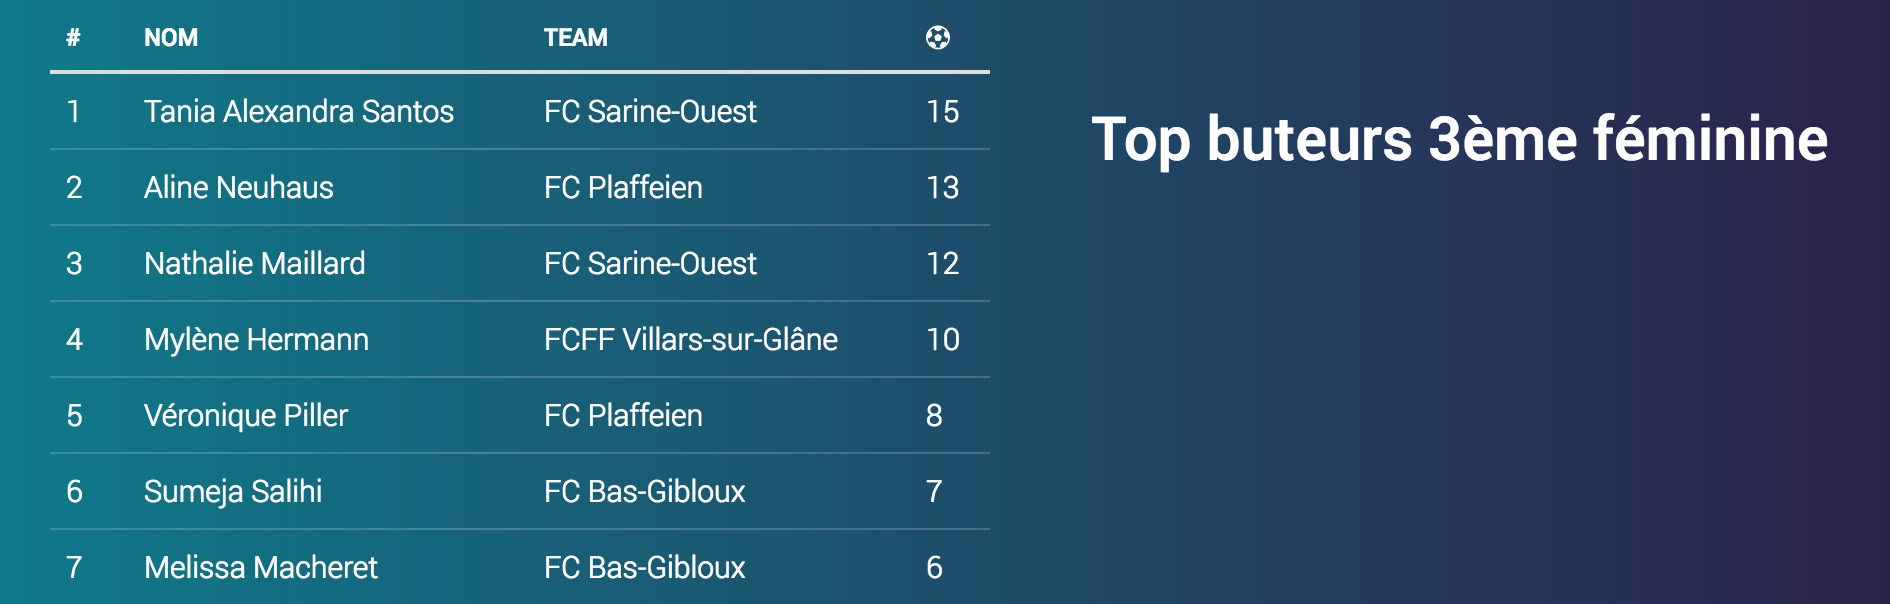 # NOM TEAM
1 Tania Alexandra Santos FC Sarine-Ouest 15
2 Aline Neuhaus FC Plaffeien 13
3 Nathalie Maillard FC Sarine-Ouest 12
4 Mylène Hermann FCFF Villars-sur-Glâne 10
5 Véronique Piller FC Plaffeien 8
6 Sumeja Salihi FC Bas-Gibloux 7
7 Melissa Macheret FC Bas-Gibloux 6
Top buteurs 3ème féminine